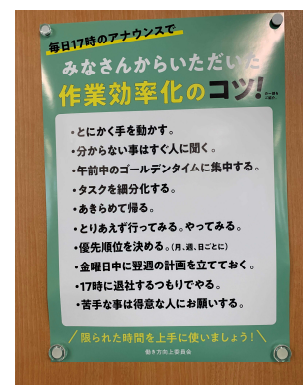 毎日17時のアナウンスで
みなさんからいただいた
作業効率化のコツ!
・とにかく手を動かす。
・分からない事はすぐ人に聞く。
・午前中のゴールデンタイムに集中する。
・タスクを細分化する。
・あきらめて帰る。
・とりあえず行ってみる。やってみる。
・優先順位を決める。(月、週、日ごとに)
・金曜日中に翌週の計画を立てておく。
・17時に退社するつもりでやる。
・苦手な事は得意な人にお願いする。
限られた時間を上手に使いましょう!
働き方向上委員会